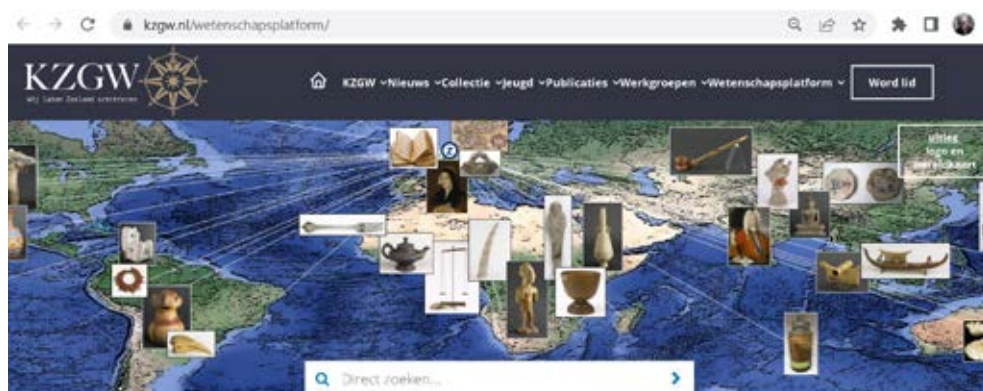 kzgw.nl/wetenschapsplatform/
KZGW
Wij laten Zeeland schitteren
KZGW Nieuws Collectie Jeugd Publicaties Werkgroepen Wetenschapsplatform Word lid
uitleg
logo en
wereldkaart
Z
Direct zoeken...